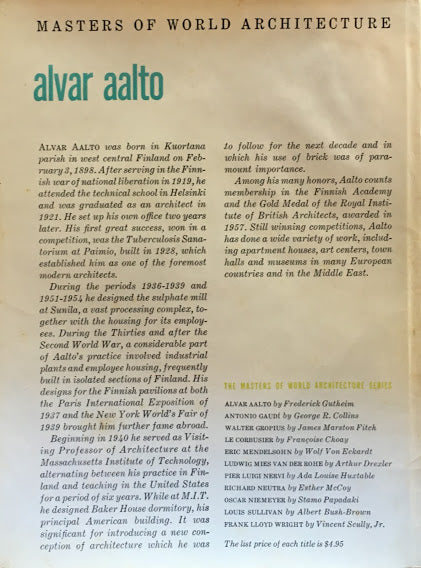 MASTERS OF WORLD ARCHITECTURE
alvar aalto
ALVAR AALTO was born in Kuortana
parish in west central Finland on Feb-
ruary 3, 1898. After serving in the Finn-
ish war of national liberation in 1919, he
attended the technical school in Helsinki
and was graduated as an architect in
1921. He set up his own office two years
later. His first great success, won in a
competition, was the Tuberculosis Sana-
torium at Paimio, built in 1928, which
established him as one of the foremost
modern architects.
During the periods 1936-1939 and
1951-1954 he designed the sulphate mill
at Sunila, a vast processing complex, to-
gether with the housing for its employ-
ees. During the Thirties and after the
Second World War, a considerable part
of Aalto's practice involved industrial
plants and employee housing, frequently
built in isolated sections of Finland. His
designs for the Finnish pavilions at both
the Paris International Exposition of
1937 and the New York World's Fair of
1939 brought him further fame abroad.
Beginning in 1940 he served as Visit-
ing Professor of Architecture at the
Massachusetts Institute of Technology,
alternating between his practice in Fin-
land and teaching in the United States
for a period of six years. While at M.I.T.
he designed Baker House dormitory, his
principal American building. It was
significant for introducing a new con-
ception of architecture which he was
to follow for the next decade and in
which his use of brick was of para-
mount importance.
Among his many honors, Aalto counts
membership in the Finnish Academy
and the Gold Medal of the Royal Insti-
tute of British Architects, awarded in
1957. Still winning competitions, Aalto
has done a wide variety of work, includ-
ing apartment houses, art centers, town
halls and museums in many European
countries and in the Middle East.
THE MASTERS OF WORLD ARCHITECTURE SERIES
ALVAR AALTO by Frederick Gutheim
ANTONIO GAUDÍ by George R. Collins
WALTER GROPIUS by James Marston Fitch
LE CORBUSIER by Françoise Choay
ERIC MENDELSOHN by Wolf Von Eckardt
LUDWIG MIES VAN DER ROHE by Arthur Drexler
PIER LUIGI NERVI by Ada Louise Huxtable
RICHARD NEUTRA by Esther McCoy
OSCAR NIEMEYER by Stamo Papadaki
LOUIS SULLIVAN by Albert Bush-Brown
FRANK LLOYD WRIGHT by Vincent Scully, Jr.
The list price of each title is $4.95